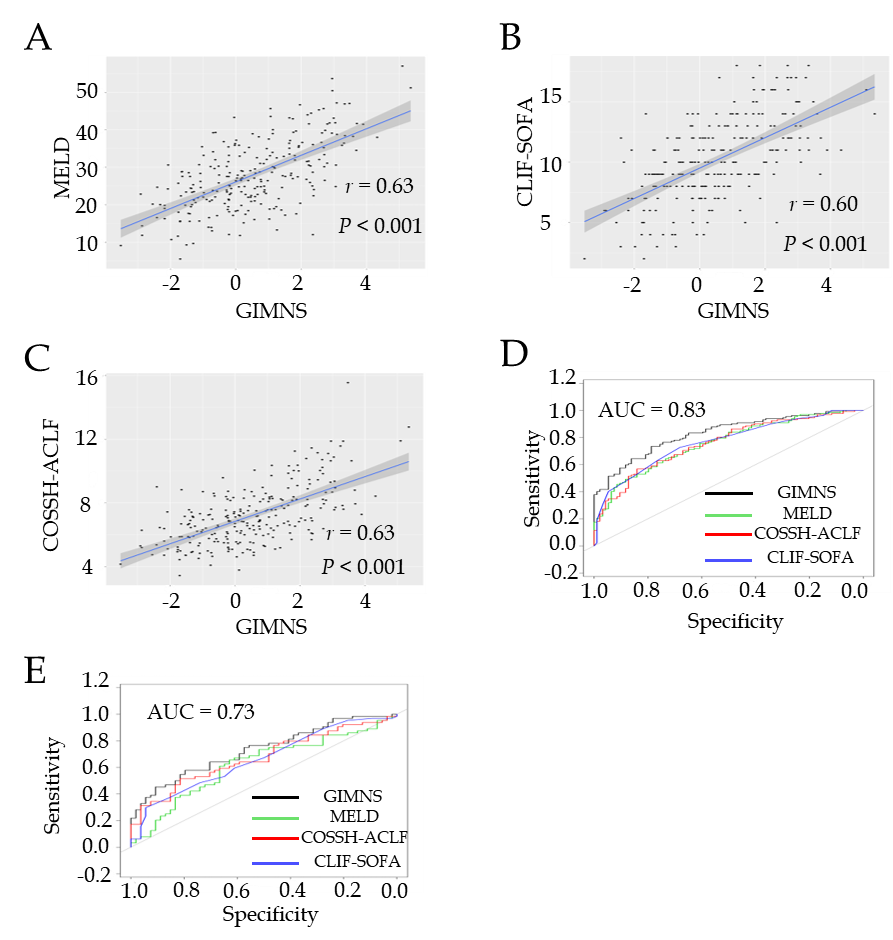 A
MELD
50
40
30
20
10
r = 0.63
P < 0.001
-2
0
2
4
GIMNS
B
CLIF-SOFA
15
10
5
r = 0.60
P < 0.001
-2
0
2
4
GIMNS
C
COSSH-ACLF
16
12
8
4
r = 0.63
P < 0.001
-2
0
2
4
GIMNS
D
Sensitivity
1.2
1.0
0.8
0.6
0.4
0.2
0.0
-0.2
AUC = 0.83
GIMNS
MELD
COSSH-ACLF
CLIF-SOFA
1.0
0.8
0.6
0.4
0.2
0.0
Specificity
E
Sensitivity
1.2
1.0
0.8
0.6
0.4
0.2
0.0
-0.2
AUC = 0.73
GIMNS
MELD
COSSH-ACLF
CLIF-SOFA
1.0
0.8
0.6
0.4
0.2
0.0
Specificity